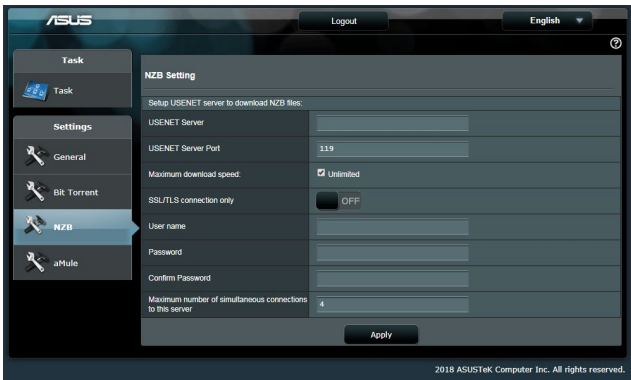 ASUS
Logout
English
?
Task
Task
Settings
General
Bit Torrent
NZB
aMule
NZB Setting
Setup USENET server to download NZB files:
USENET Server
USENET Server Port
119
Maximum download speed:
Unlimited
SSL/TLS connection only
OFF
User name
Password
Confirm Password
Maximum number of simultaneous connections
to this server
4
Apply
2018 ASUSTeK Computer Inc. All rights reserved.